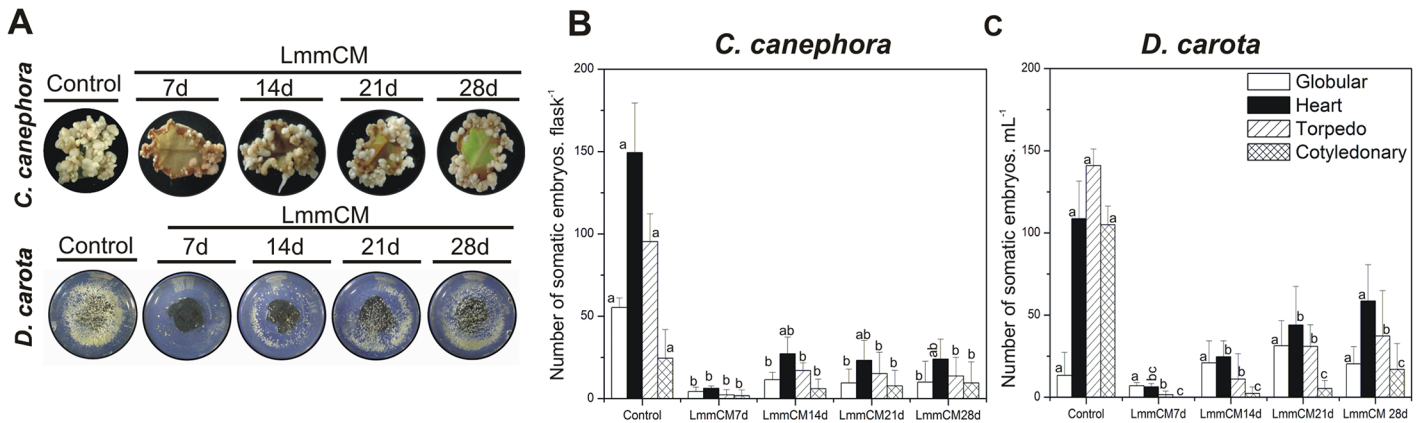 A
C. canephora
LmmCM
Control
7d
14d
21d
28d
D. carota
LmmCM
Control
7d
14d
21d
28d
B
C. canephora
Number of somatic embryos. flask-1
200
150
100
50
0
a
a
a
a
b
b
b
b
b
ab
b
b
b
ab
b
b
b
ab
b
b
Control
LmmCM7d
LmmCM14d
LmmCM21d
LmmCM28d
C
D. carota
Number of somatic embryos. mL-1
200
150
100
50
0
Globular
Heart
Torpedo
Cotyledonary
a
a
a
a
a
bc
b
c
a
a
b
c
a
a
b
c
a
a
b
c
Control
LmmCM7d
LmmCM14d
LmmCM21d
LmmCM 28d